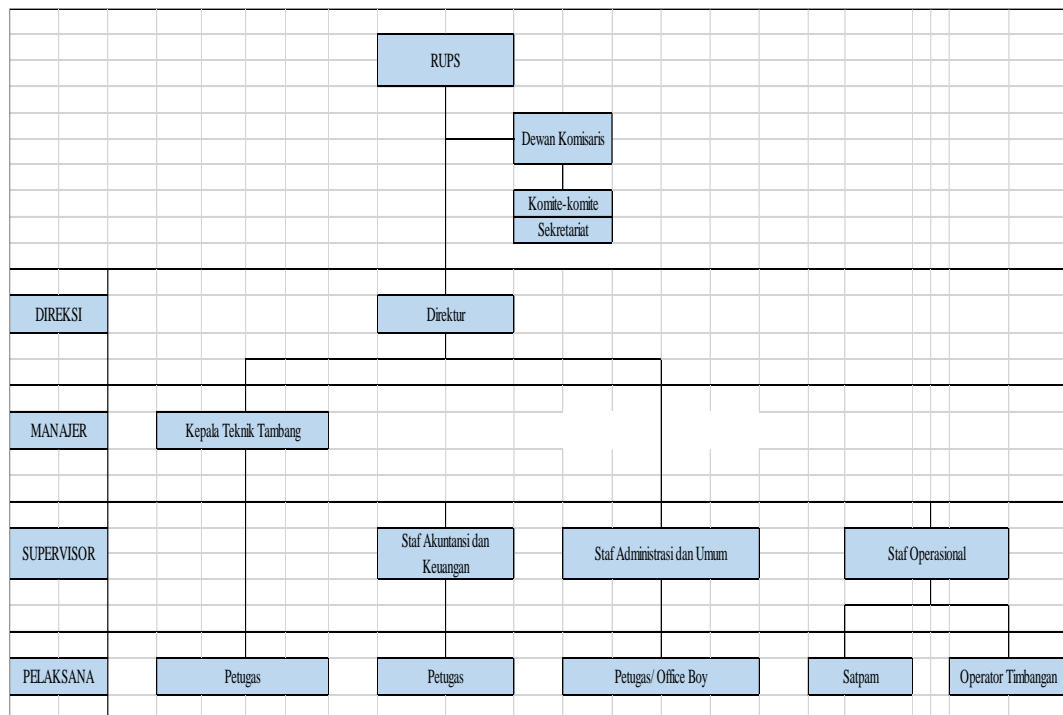 RUPS
Dewan Komisaris
Komite-komite
Sekretariat
DIREKSI
Direktur
MANAJER
Kepala Teknik Tambang
SUPERVISOR
Staf Akuntansi dan
Keuangan
Staf Administrasi dan Umum
Staf Operasional
PELAKSANA
Petugas
Petugas
Petugas/ Office Boy
Satpam
Operator Timbangan